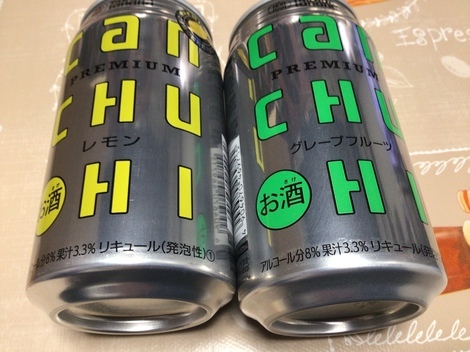 can
PREMIUM
CHU
レモン
HI
お酒
アルコール分8% 果汁3.3% リキュール(発泡性)①
can
PREMIUM
CHU
グレープフルーツ
HI
お酒
アルコール分8% 果汁3.3% リキュール(発
Espres